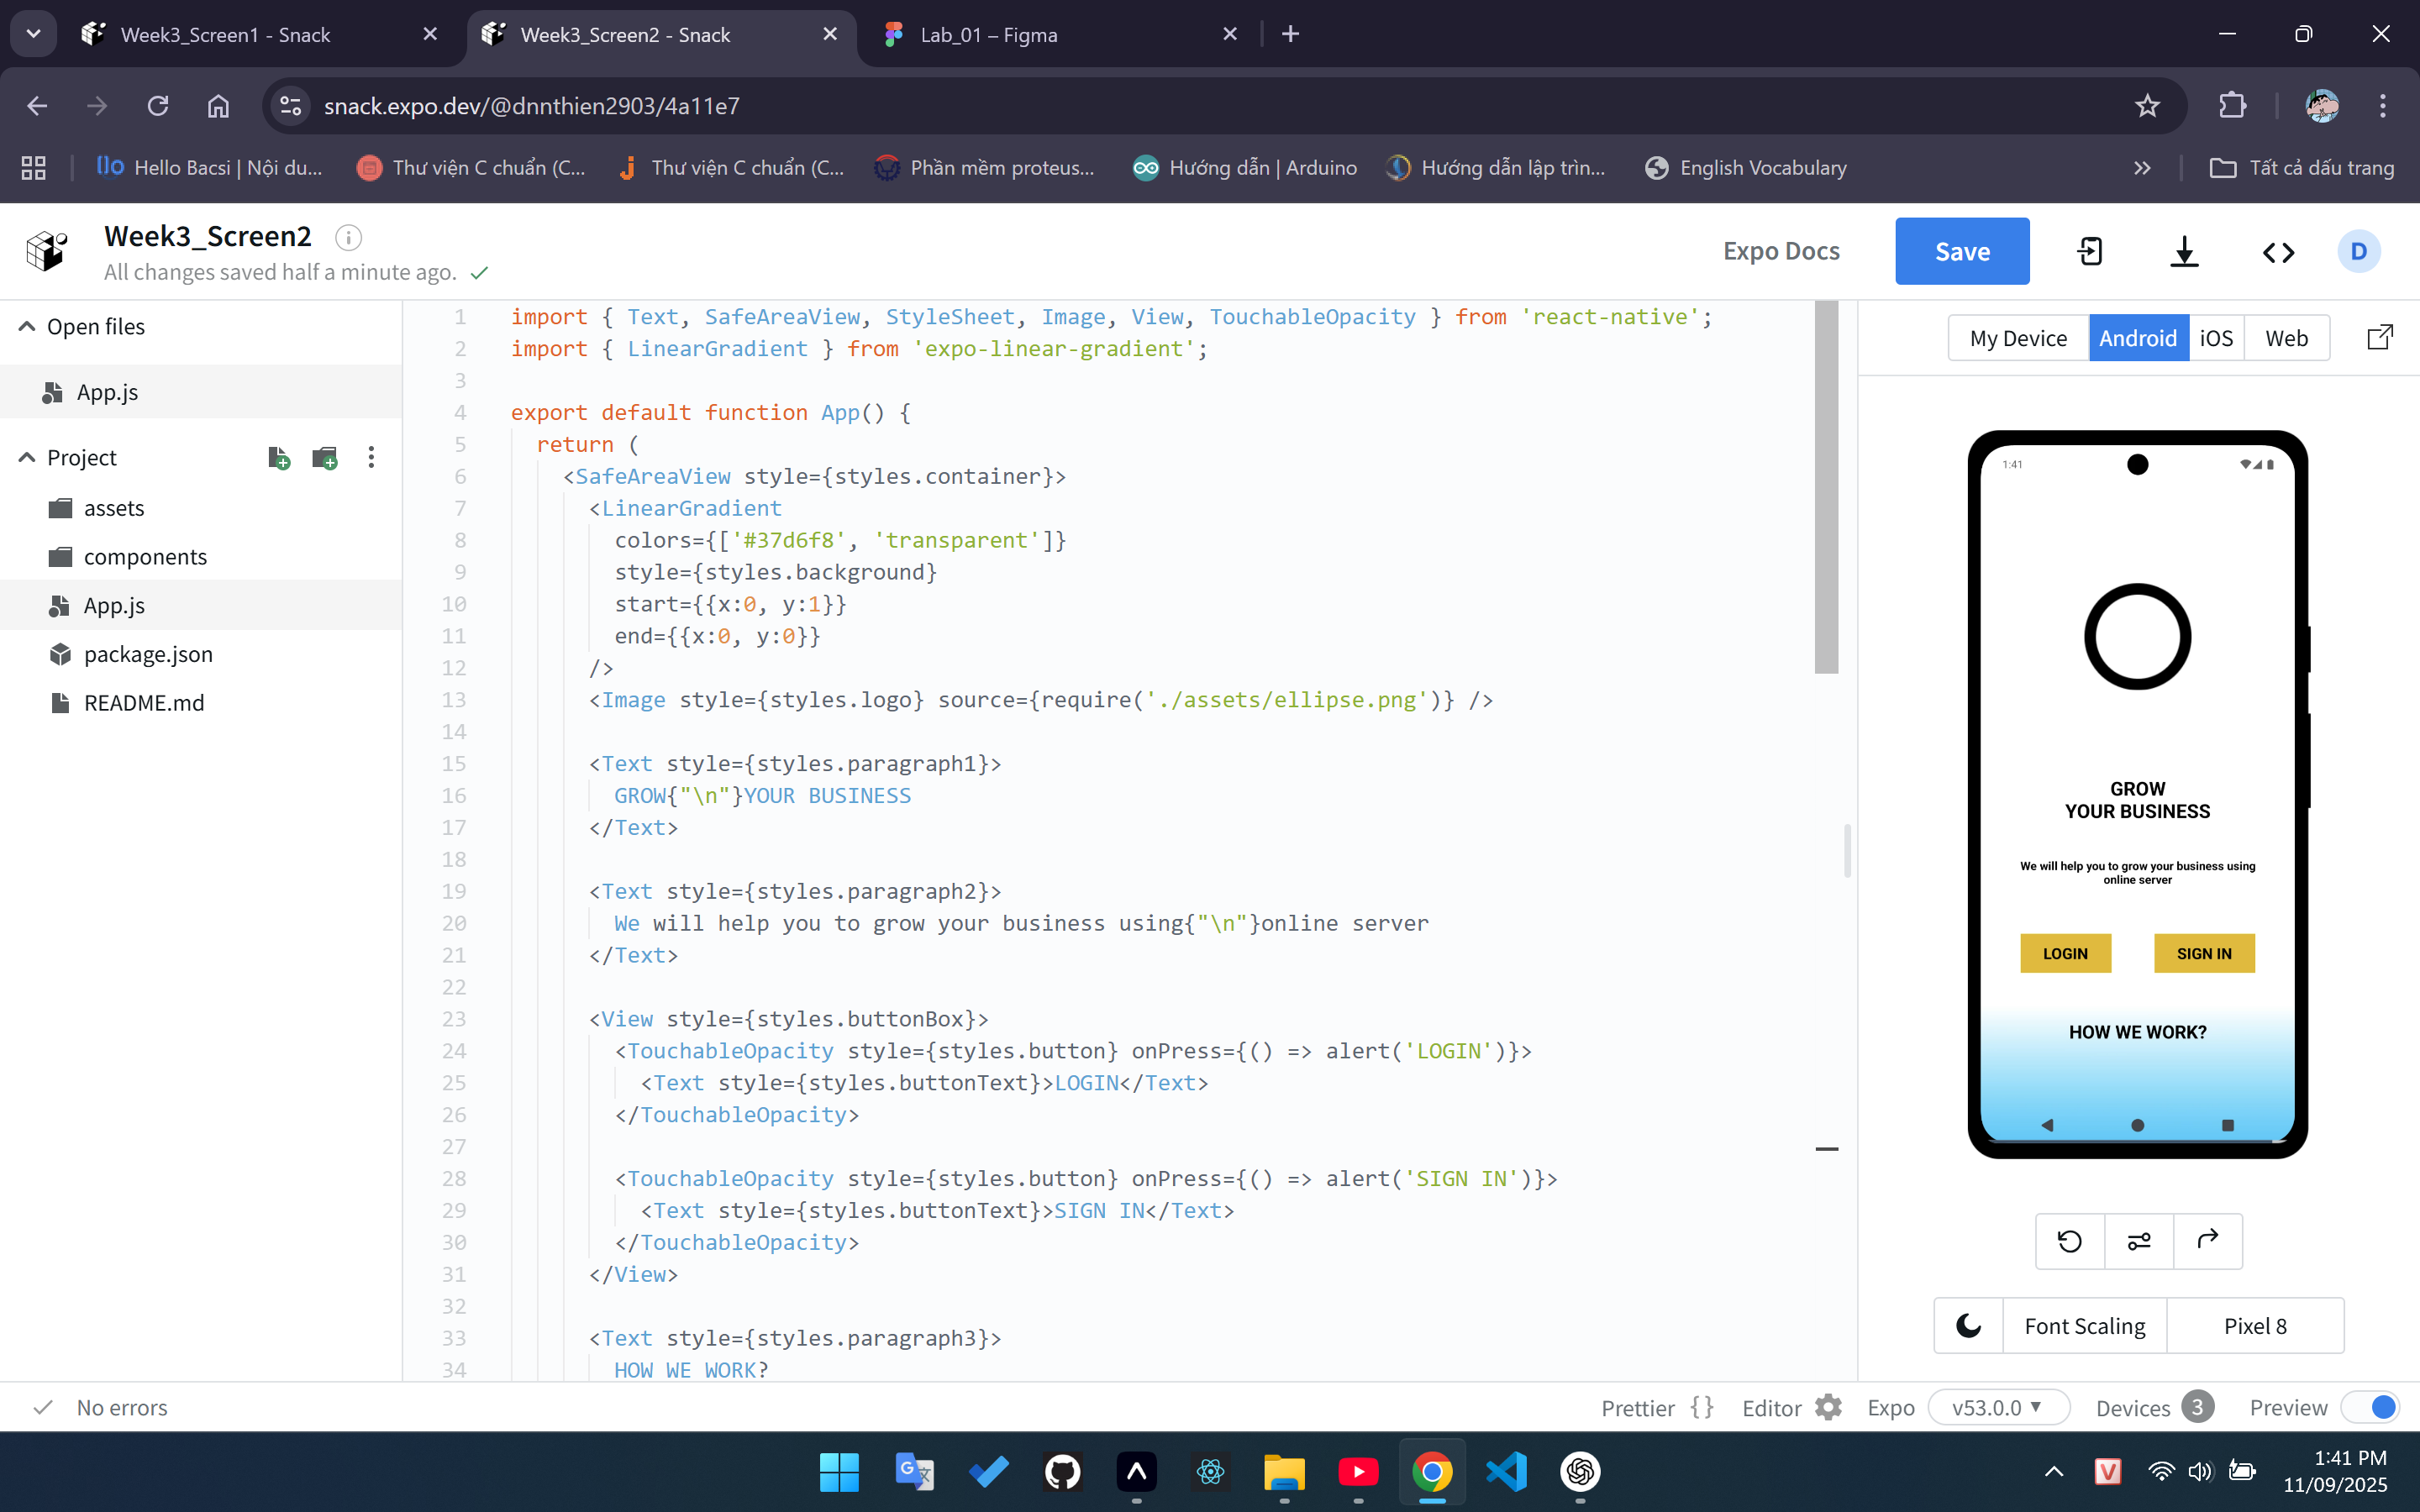 Week3_Screen1 - Snack
Week3_Screen2 - Snack
Lab_01 – Figma
snack.expo.dev/@dnnthien2903/4a11e7
Hello Bacsi | Nội du...
Thư viện C chuẩn (C...
Thư viện C chuẩn (C...
Phần mềm proteus...
Hướng dẫn | Arduino
Hướng dẫn lập trìn...
English Vocabulary
Tất cả dấu trang
Week3_Screen2
All changes saved half a minute ago.
Expo Docs
Save
D
Open files
App.js
Project
assets
components
App.js
package.json
README.md
1 import { Text, SafeAreaView, StyleSheet, Image, View, TouchableOpacity } from 'react-native';
2 import { LinearGradient } from 'expo-linear-gradient';
3
4 export default function App() {
5 return (
6 <SafeAreaView style={styles.container}>
7 <LinearGradient
8 colors={['#37d6f8', 'transparent']}
9 style={styles.background}
10 start={{x:0, y:1}}
11 end={{x:0, y:0}}
12 />
13 <Image style={styles.logo} source={require('./assets/ellipse.png')} />
14
15 <Text style={styles.paragraph1}>
16 GROW{"\n"}YOUR BUSINESS
17 </Text>
18
19 <Text style={styles.paragraph2}>
20 We will help you to grow your business using{"\n"}online server
21 </Text>
22
23 <View style={styles.buttonBox}>
24 <TouchableOpacity style={styles.button} onPress={() => alert('LOGIN')}>
25 <Text style={styles.buttonText}>LOGIN</Text>
26 </TouchableOpacity>
27
28 <TouchableOpacity style={styles.button} onPress={() => alert('SIGN IN')}>
29 <Text style={styles.buttonText}>SIGN IN</Text>
30 </TouchableOpacity>
31 </View>
32
33 <Text style={styles.paragraph3}>
34 HOW WE WORK?
My Device
Android
iOS
Web
1:41
GROW
YOUR BUSINESS
We will help you to grow your business using
online server
LOGIN
SIGN IN
HOW WE WORK?
Font Scaling
Pixel 8
No errors
Prettier {}
Editor
Expo
v53.0.0
Devices 3
Preview
1:41 PM
11/09/2025